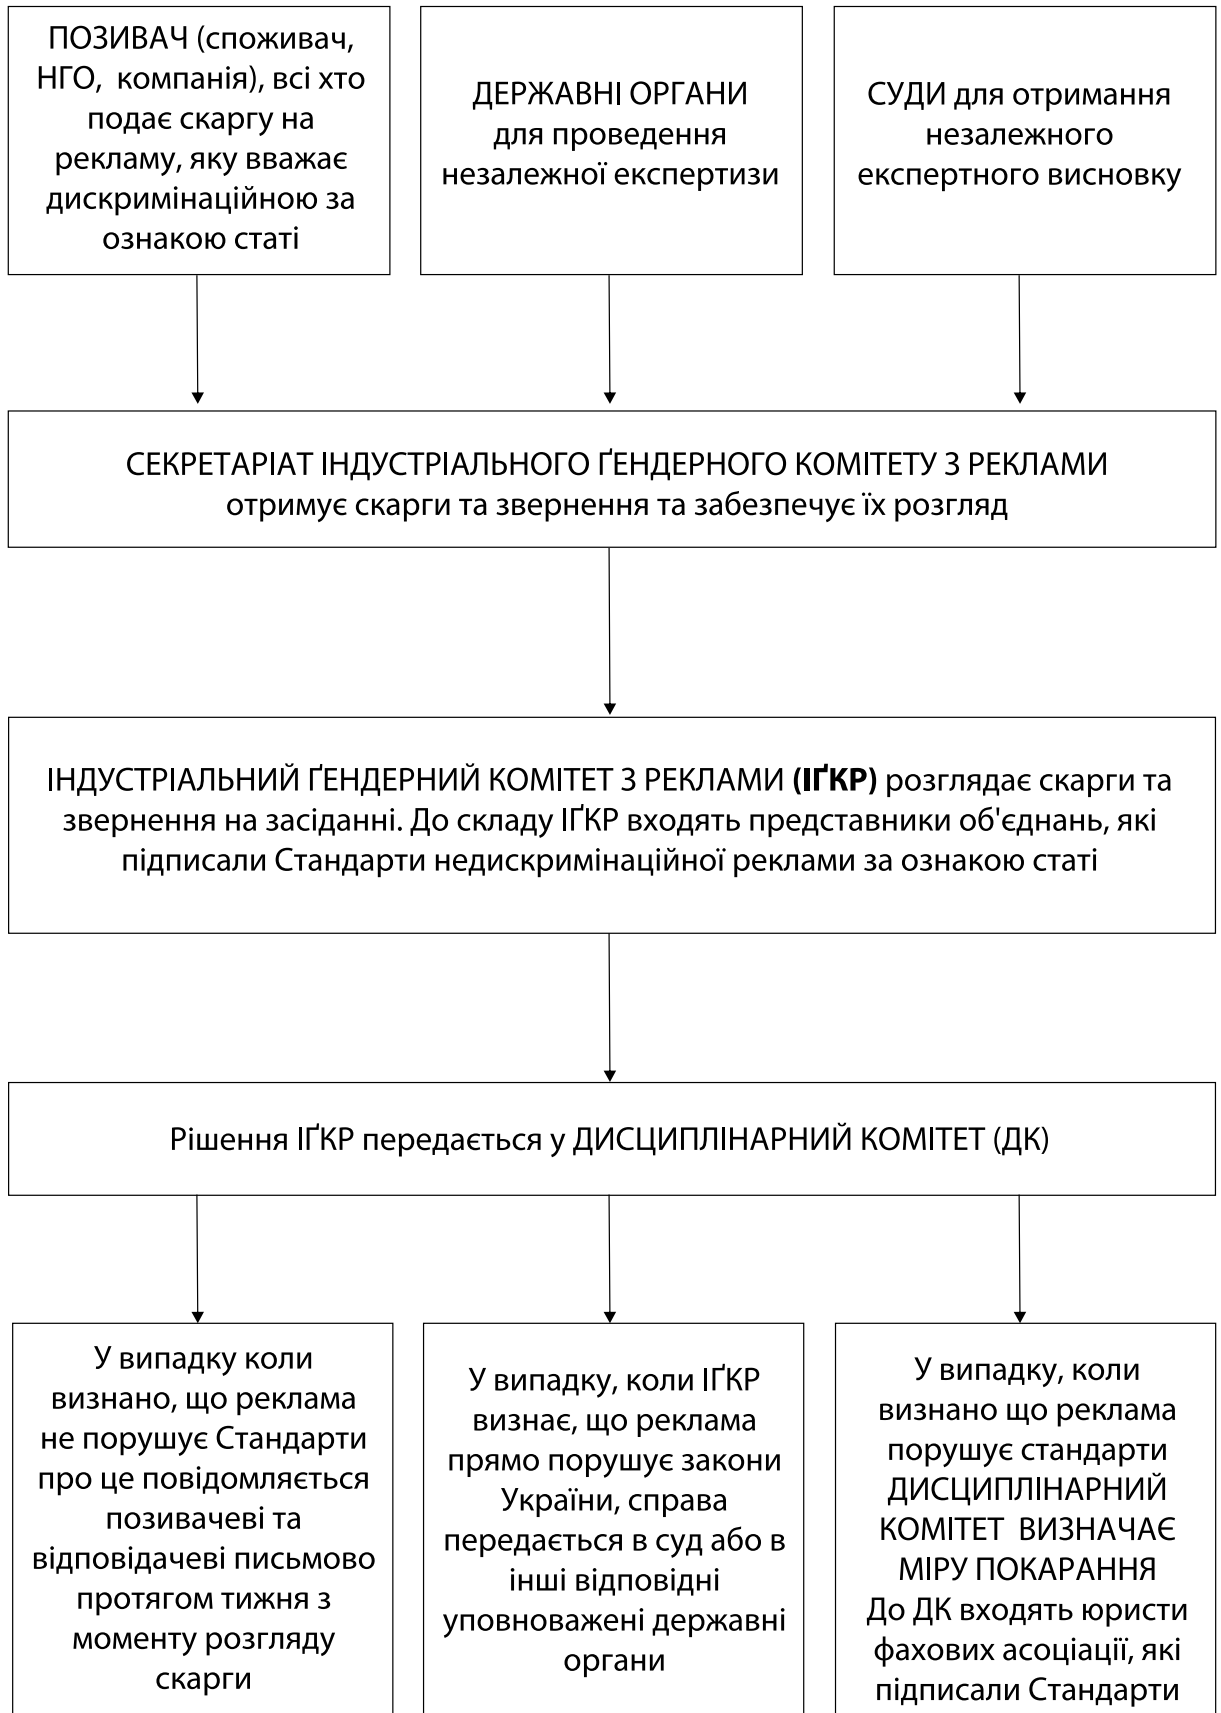 ПОЗИВАЧ (споживач,
НГО,  компанія), всі хто
подає скаргу на
рекламу, яку вважає
дискримінаційною за
ознакою статі
ДЕРЖАВНІ ОРГАНИ
для проведення
незалежної експертизи
СУДИ для отримання
незалежного
експертного висновку
СЕКРЕТАРІАТ ІНДУСТРІАЛЬНОГО ҐЕНДЕРНОГО КОМІТЕТУ З РЕКЛАМИ
отримує скарги та звернення та забезпечує їх розгляд
ІНДУСТРІАЛЬНИЙ ҐЕНДЕРНИЙ КОМІТЕТ З РЕКЛАМИ (ІҐКР) розглядає скарги та
звернення на засіданні. До складу ІҐКР входять представники об'єднань, які
підписали Стандарти недискримінаційної реклами за ознакою статі
Рішення ІҐКР передається у ДИСЦИПЛІНАРНИЙ КОМІТЕТ (ДК)
У випадку коли
визнано, що реклама
не порушує Стандарти
про це повідомляється
позивачеві та
відповідачеві письмово
протягом тижня з
моменту розгляду
скарги
У випадку, коли ІҐКР
визнає, що реклама
прямо порушує закони
України, справа
передається в суд або в
інші відповідні
уповноважені державні
органи
У випадку, коли
визнано що реклама
порушує стандарти
ДИСЦИПЛІНАРНИЙ
КОМІТЕТ  ВИЗНАЧАЄ
МІРУ ПОКАРАННЯ
До ДК входять юристи
фахових асоціації, які
підписали Стандарти